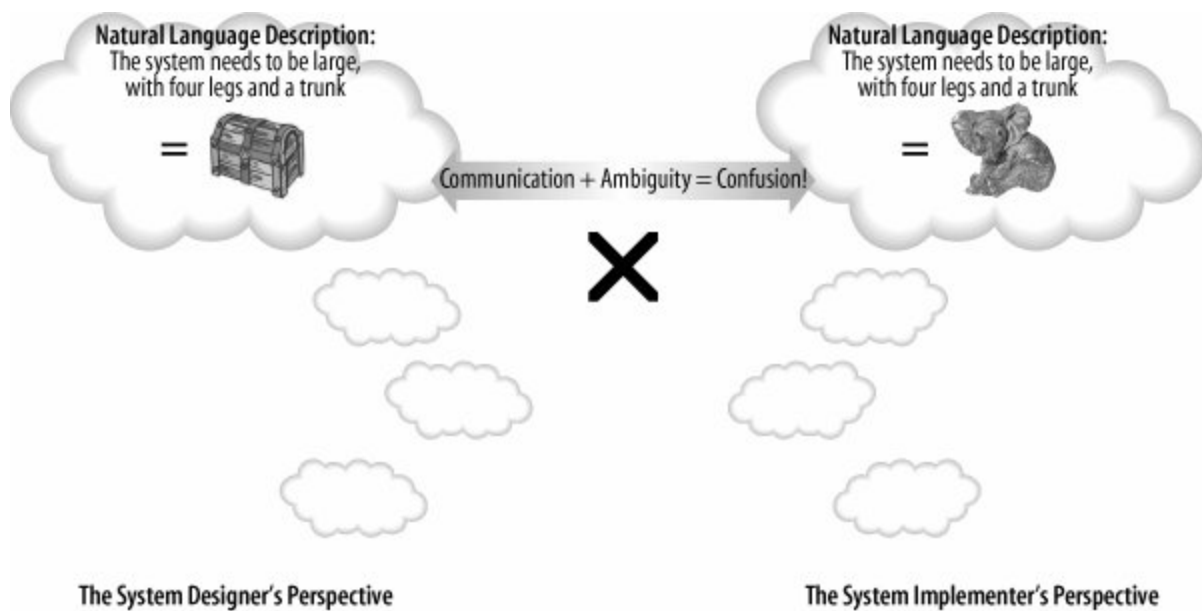 Natural Language Description:
The system needs to be large,
with four legs and a trunk
=
Natural Language Description:
The system needs to be large,
with four legs and a trunk
=
Communication + Ambiguity = Confusion!
The System Designer's Perspective
The System Implementer's Perspective